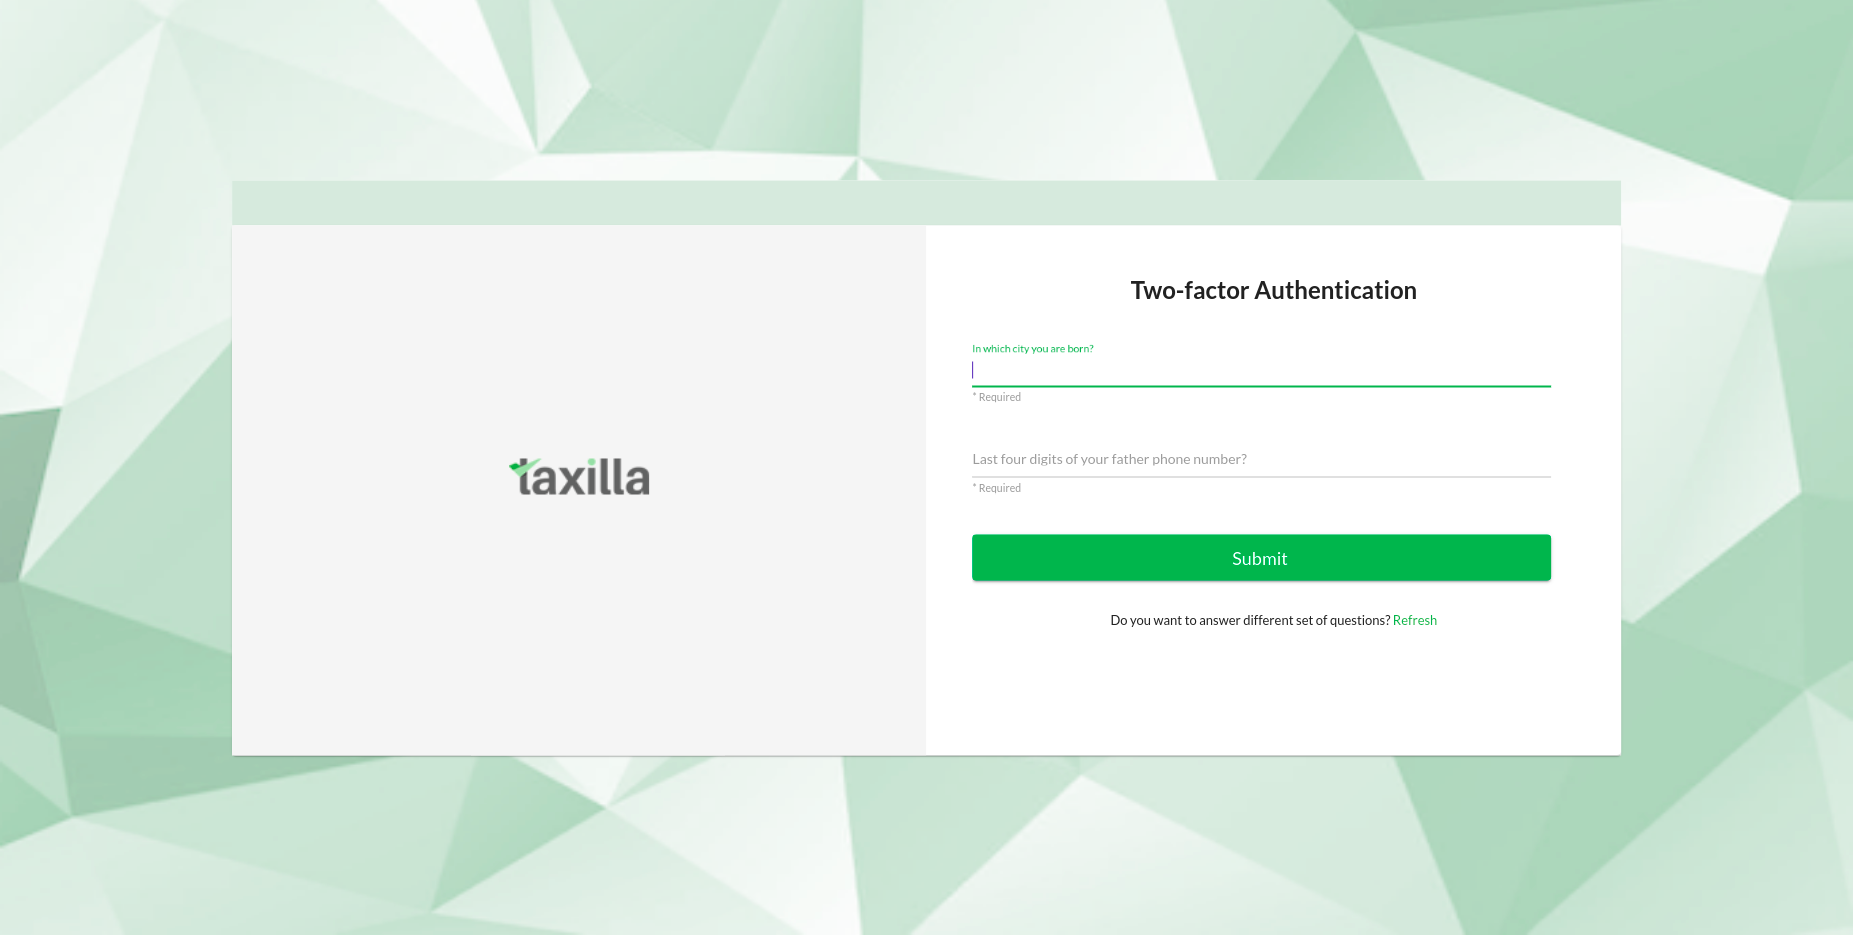 taxilla
Two-factor Authentication
In which city you are born?
* Required
Last four digits of your father phone number?
* Required
Submit
Do you want to answer different set of questions? Refresh